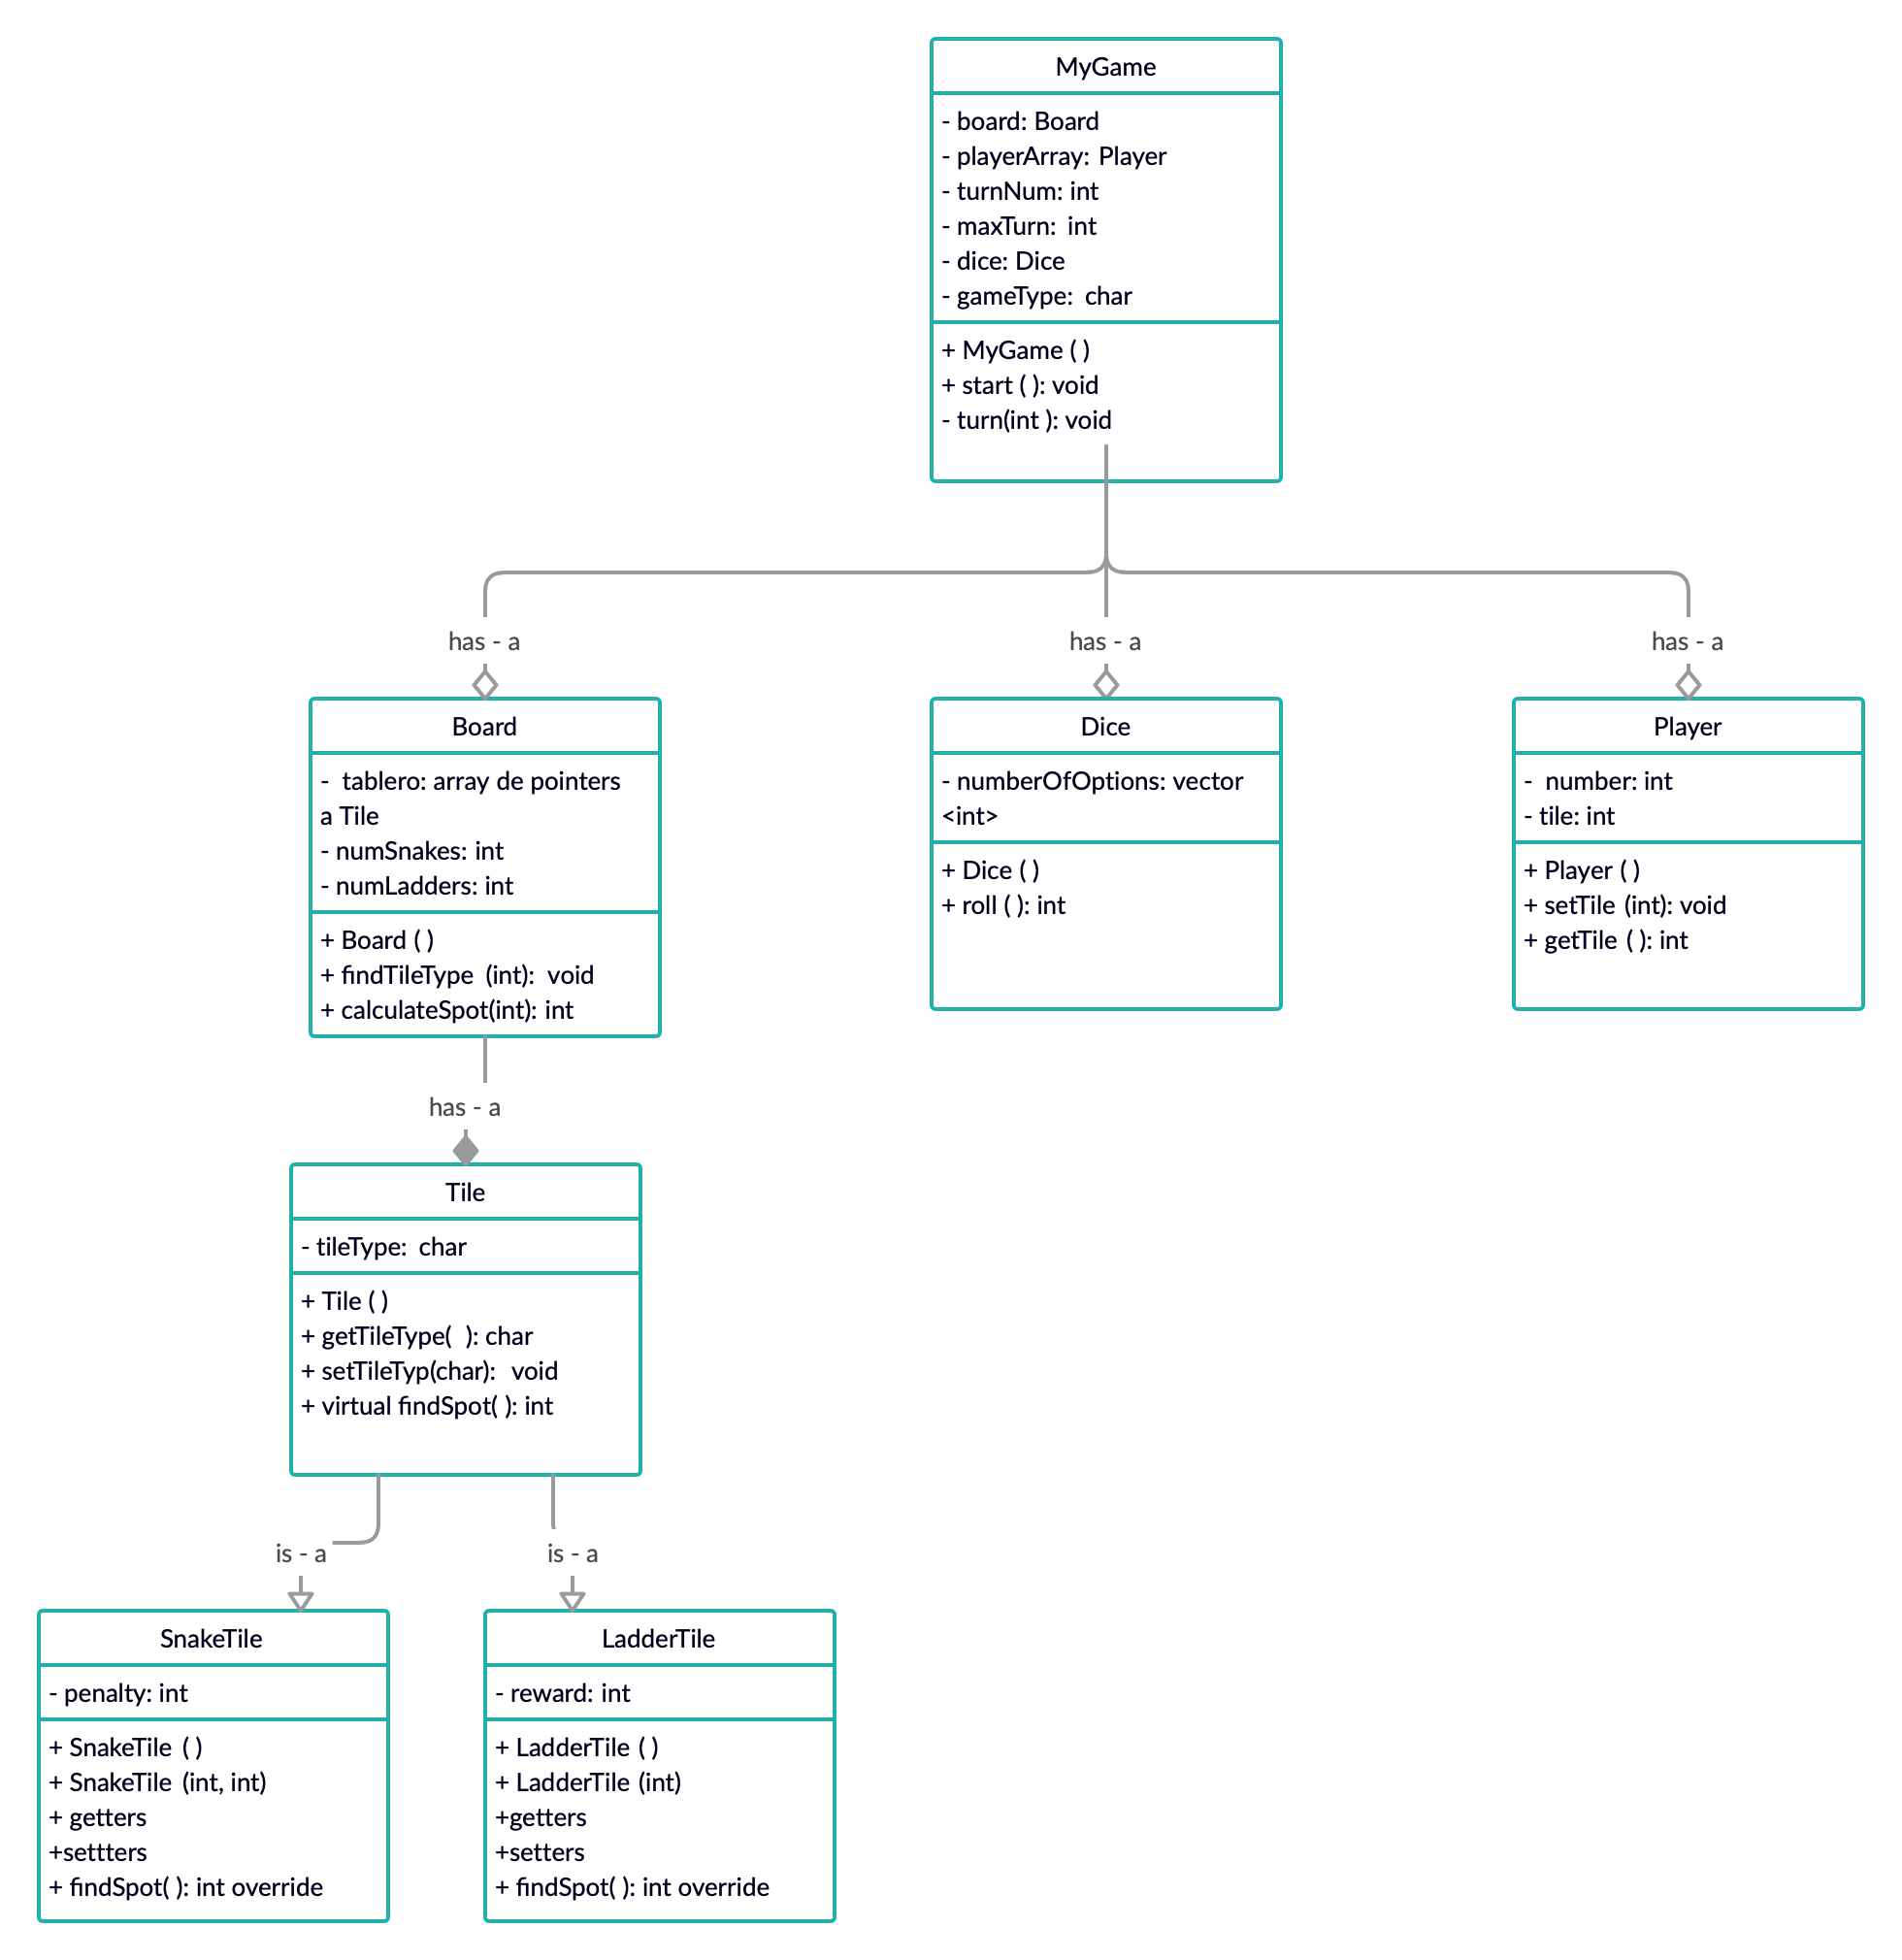 MyGame
- board: Board
- playerArray: Player
- turnNum: int
- maxTurn: int
- dice: Dice
- gameType: char
+ MyGame ( )
+ start ( ): void
- turn(int ): void
has - a
has - a
has - a
Board
- tablero: array de pointers
a Tile
- numSnakes: int
- numLadders: int
+ Board ( )
+ findTileType (int): void
+ calculateSpot(int): int
Dice
- numberOfOptions: vector
<int>
+ Dice ( )
+ roll ( ): int
Player
- number: int
- tile: int
+ Player ( )
+ setTile (int): void
+ getTile ( ): int
has - a
Tile
- tileType: char
+ Tile ( )
+ getTileType( ): char
+ setTileTyp(char): void
+ virtual findSpot( ): int
is - a
is - a
SnakeTile
- penalty: int
+ SnakeTile ( )
+ SnakeTile (int, int)
+ getters
+settters
+ findSpot( ): int override
LadderTile
- reward: int
+ LadderTile ( )
+ LadderTile (int)
+getters
+setters
+ findSpot( ): int override